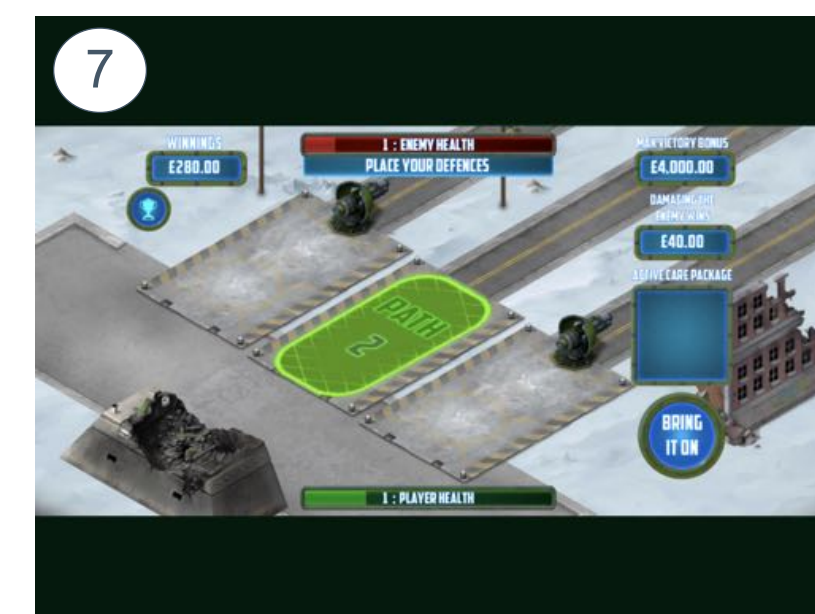 7
WINNINGS
£280.00
1 : ENEMY HEALTH
PLACE YOUR DEFENCES
MAX VICTORY BONUS
£4,000.00
DAMAGING THE
ENEMY WINS
£40.00
ACTIVE CARE PACKAGE
PATH
2
BRING
IT ON
1 : PLAYER HEALTH